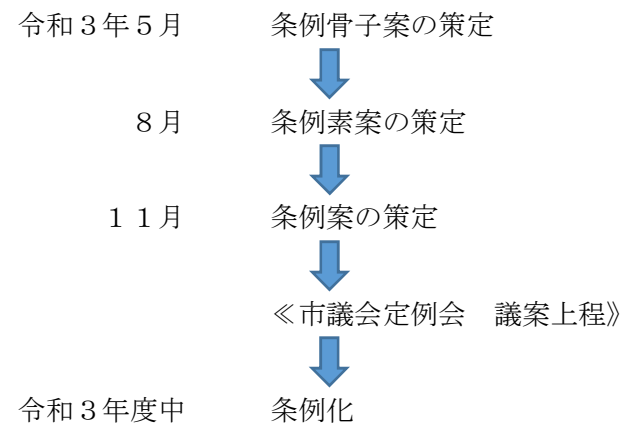 令和３年５月　条例骨子案の策定
８月　条例素案の策定
１１月　条例案の策定
≪市議会定例会　議案上程》
令和３年度中　条例化